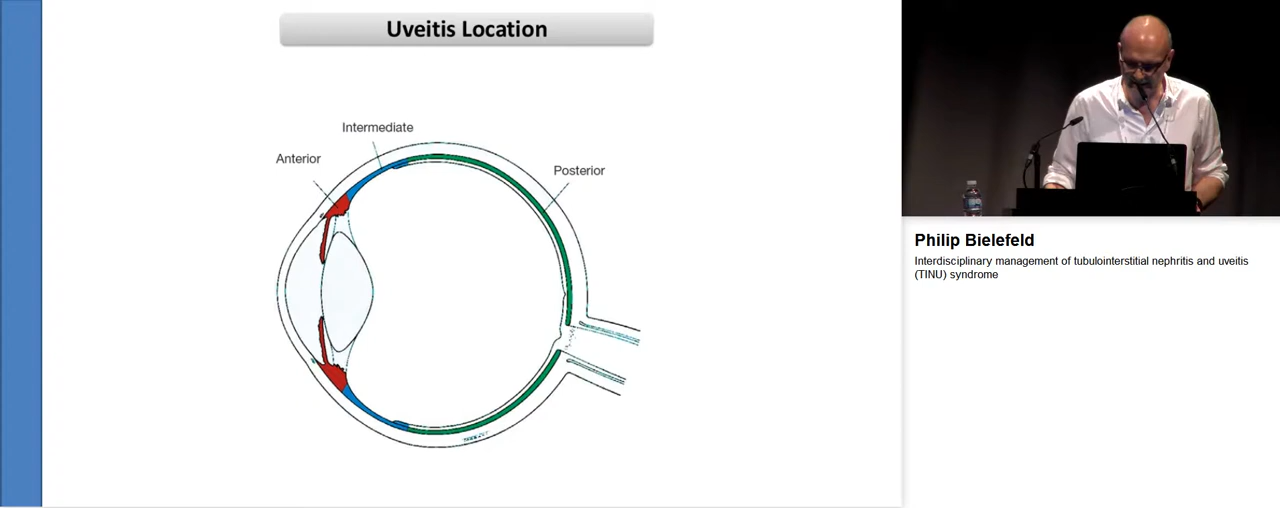 Uveitis Location
Intermediate
Anterior
Posterior
Philip Bielefeld
Interdisciplinary management of tubulointerstitial nephritis and uveitis
(TINU) syndrome